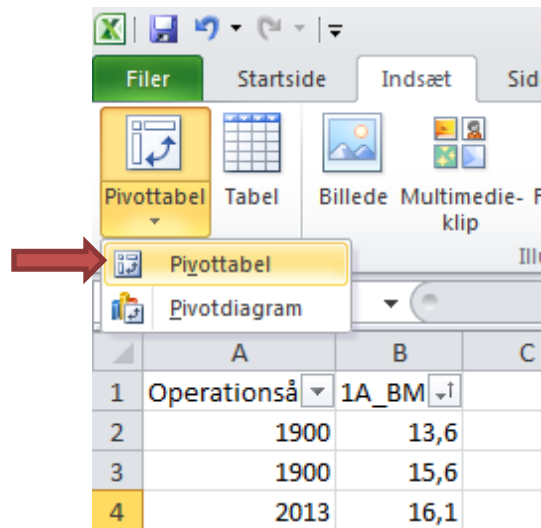 Filer Startside Indsæt Sid
Pivottabel Tabel Billede Multimedie- F
klip
Illu
Pivottabel
Pivotdiagram
A B C
1 Operationså 1A_BM
2 1900 13,6
3 1900 15,6
4 2013 16,1